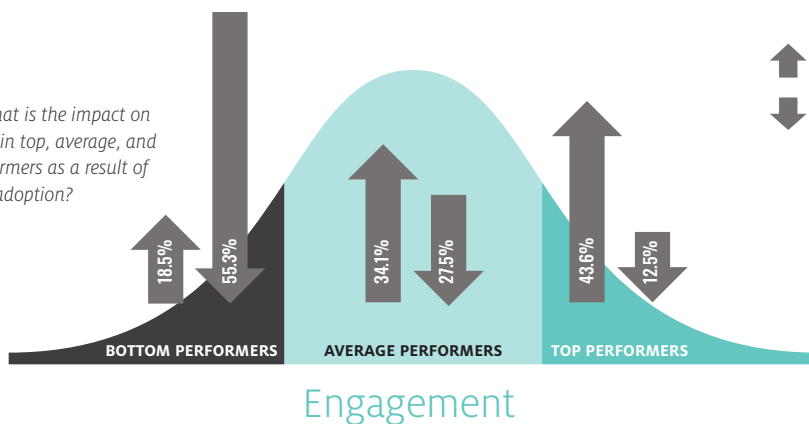 hat is the impact on
in top, average, and
rmers as a result of
adoption?
18.5%
55.3%
34.1%
27.5%
43.6%
12.5%
BOTTOM PERFORMERS
AVERAGE PERFORMERS
TOP PERFORMERS
Engagement